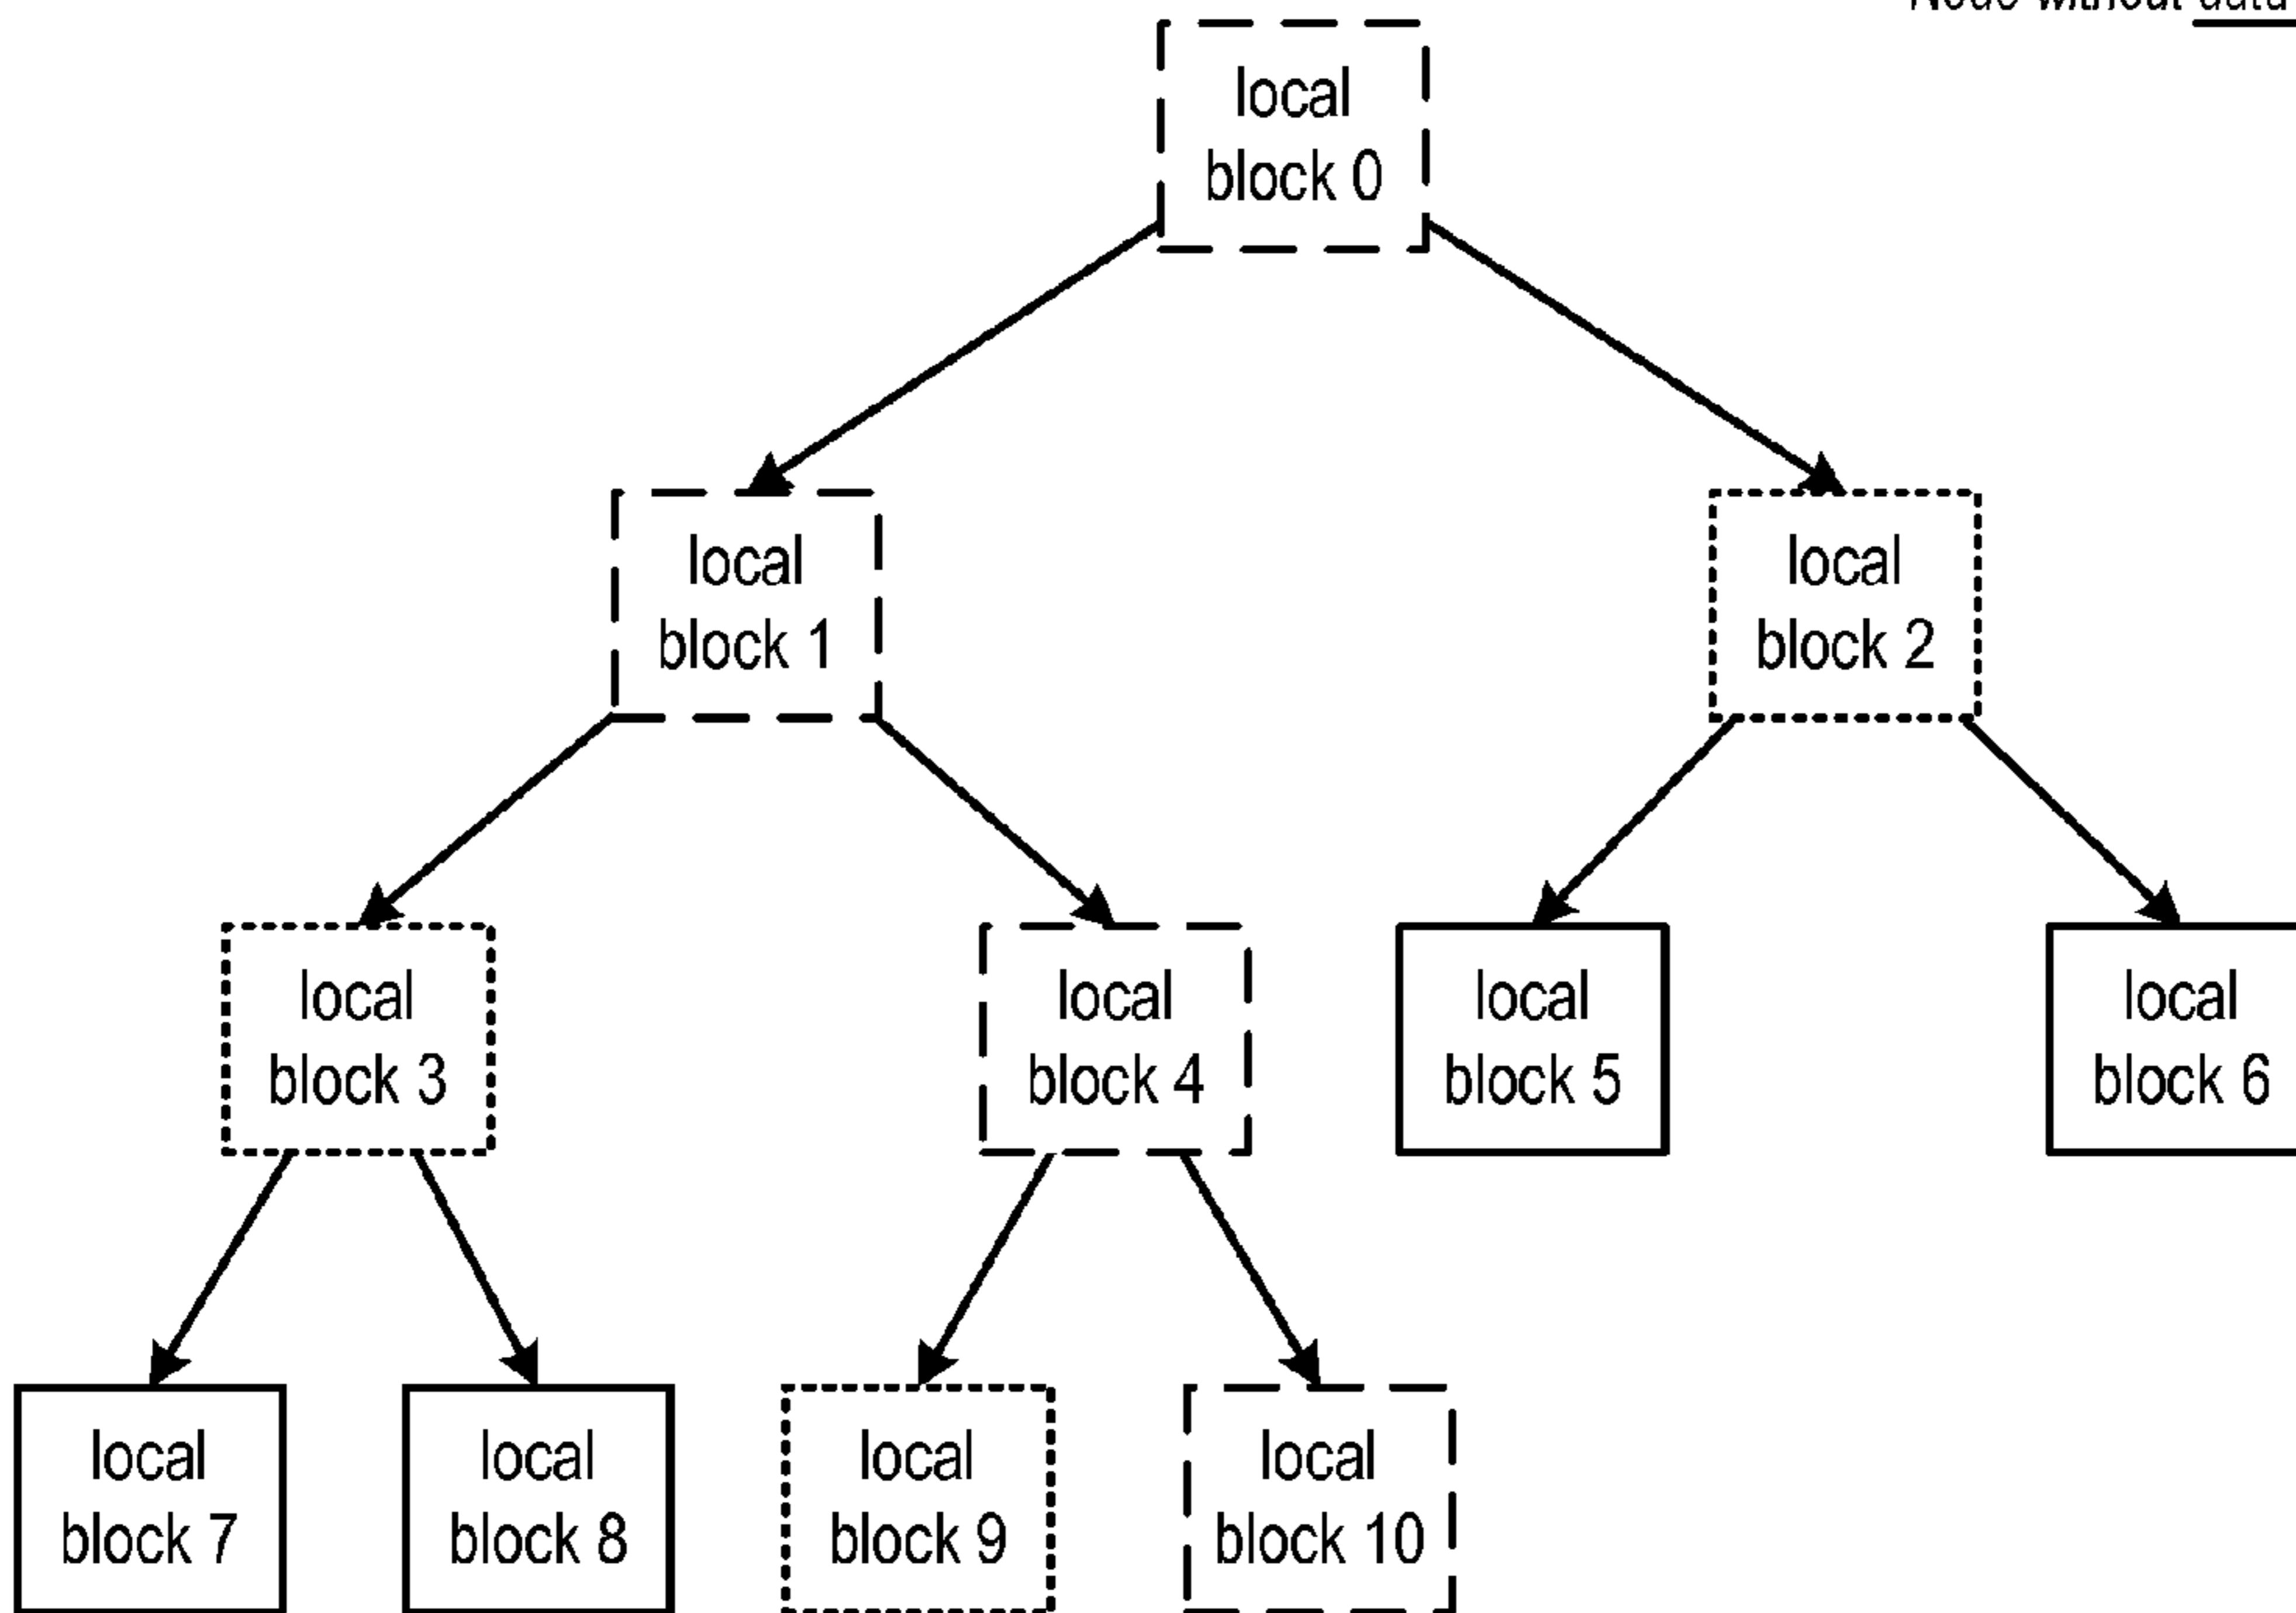 Node without data
local
block 0
local
block 1
local
block 2
local
block 3
local
block 4
local
block 5
local
block 6
local
block 7
local
block 8
local
block 9
local
block 10